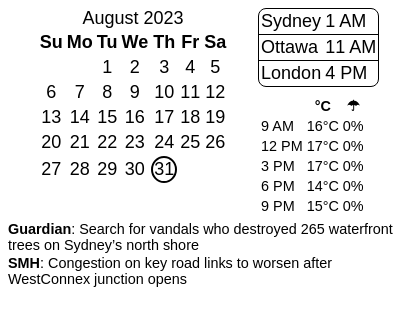 August 2023
Su Mo Tu We Th Fr Sa
1 2 3 4 5
6 7 8 9 10 11 12
13 14 15 16 17 18 19
20 21 22 23 24 25 26
27 28 29 30 31
Sydney 1 AM
Ottawa 11 AM
London 4 PM
°C ☂
9 AM 16°C 0%
12 PM 17°C 0%
3 PM 17°C 0%
6 PM 14°C 0%
9 PM 15°C 0%
Guardian: Search for vandals who destroyed 265 waterfront
trees on Sydney’s north shore
SMH: Congestion on key road links to worsen after
WestConnex junction opens